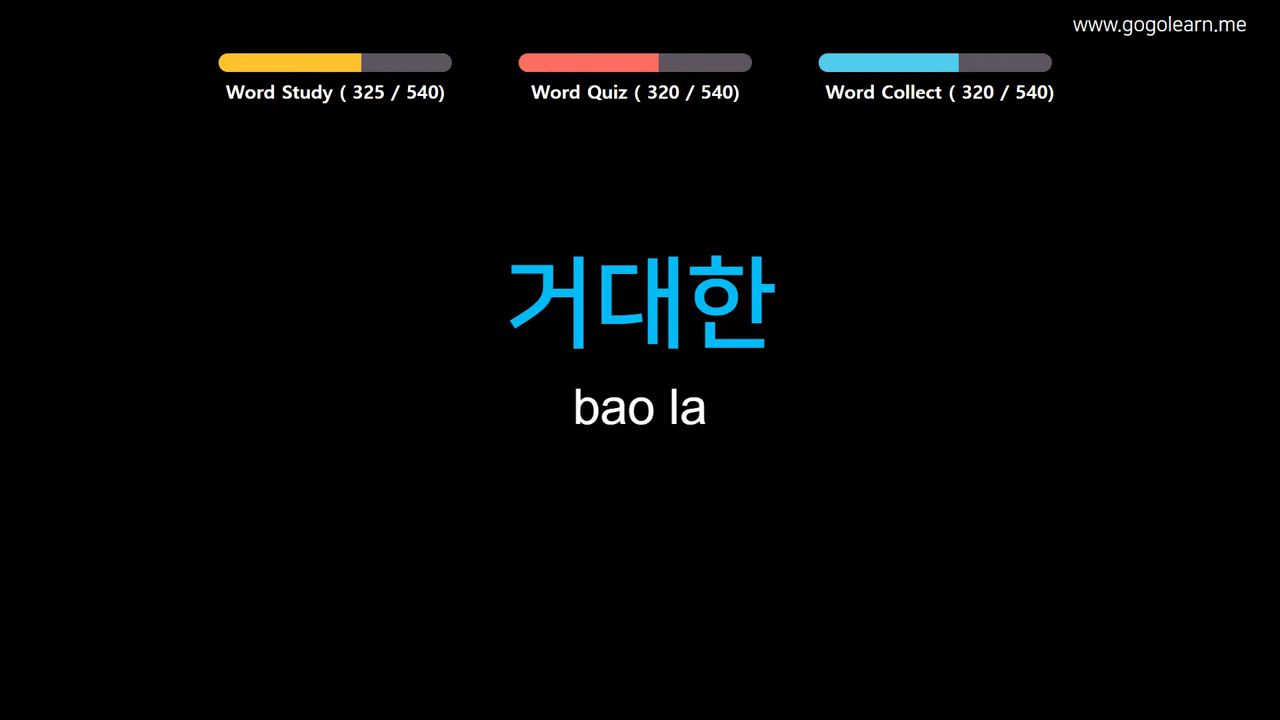 www.gogolearn.me
Word Study ( 325 / 540)
Word Quiz ( 320 / 540)
Word Collect ( 320 / 540)
거대한
bao la